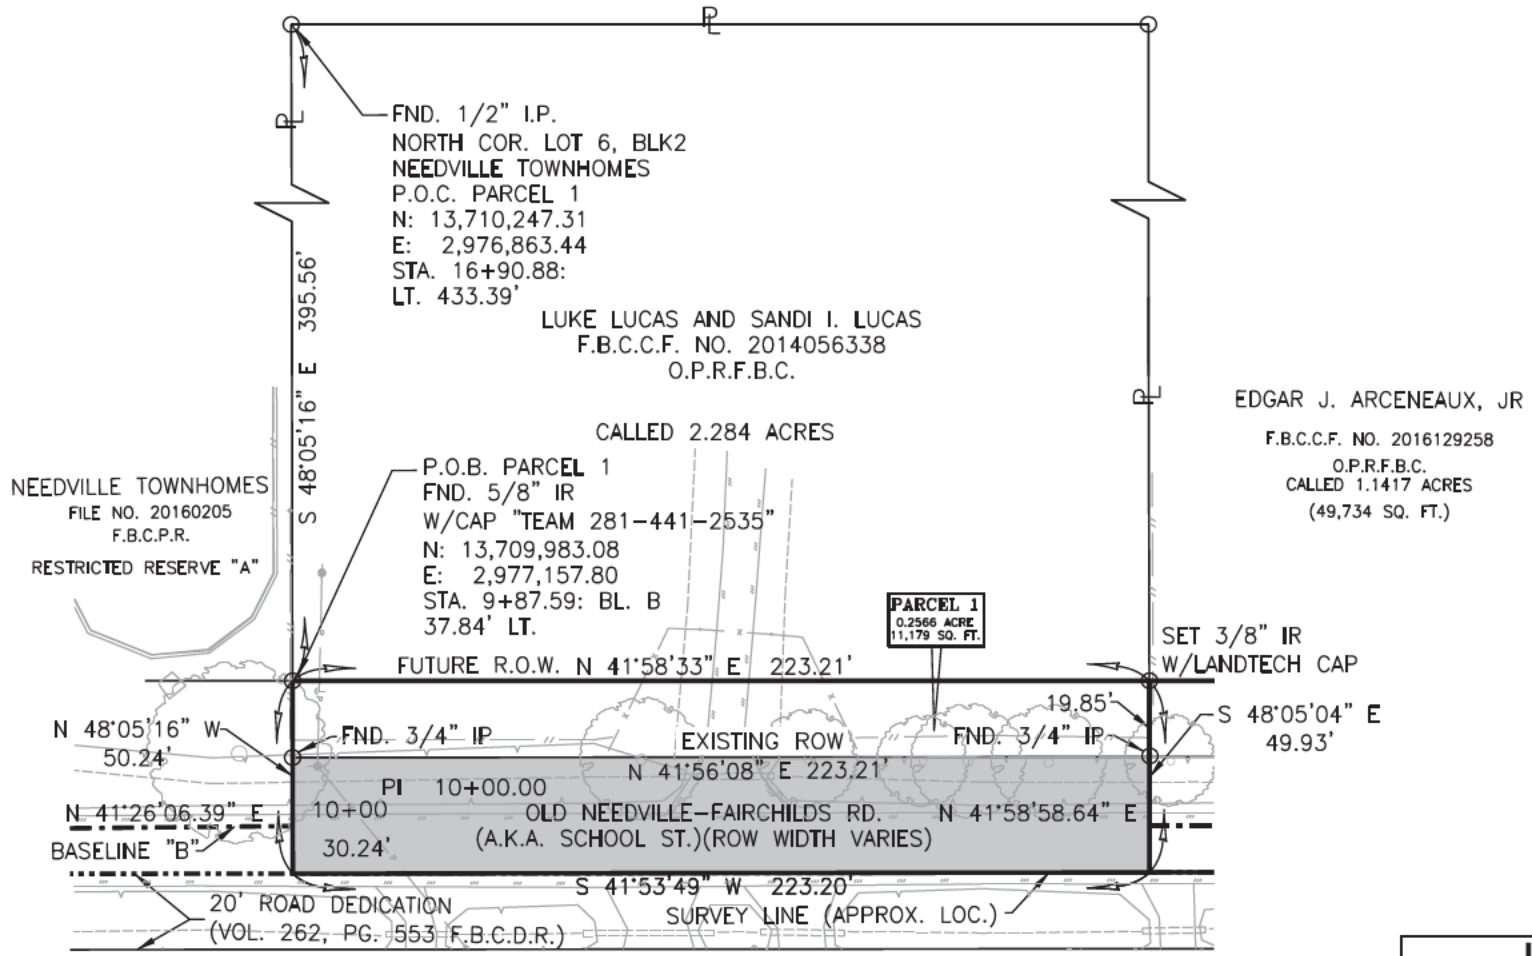 PL
FND. 1/2" I.P.
NORTH COR. LOT 6, BLK2
NEEDVILLE TOWNHOMES
P.O.C. PARCEL 1
N: 13,710,247.31
E: 2,976,863.44
STA. 16+90.88:
LT. 433.39'
PL
S 48°05'16" E 395.56'
LUKE LUCAS AND SANDI I. LUCAS
F.B.C.C.F. NO. 2014056338
O.P.R.F.B.C.
CALLED 2.284 ACRES
PL
EDGAR J. ARCENEAUX, JR
F.B.C.C.F. NO. 2016129258
O.P.R.F.B.C.
CALLED 1.1417 ACRES
(49,734 SQ. FT.)
NEEDVILLE TOWNHOMES
FILE NO. 20160205
F.B.C.P.R.
RESTRICTED RESERVE "A"
P.O.B. PARCEL 1
FND. 5/8" IR
W/CAP "TEAM 281-441-2535"
N: 13,709,983.08
E: 2,977,157.80
STA. 9+87.59: BL. B
37.84' LT.
PARCEL 1
0.2566 ACRE
11,179 SQ. FT.
SET 3/8" IR
W/LANDTECH CAP
FUTURE R.O.W. N 41°58'33" E 223.21'
19.85'
S 48°05'04" E
49.93'
N 48°05'16" W
50.24'
FND. 3/4" IP
EXISTING ROW
FND. 3/4" IP
N 41°56'08" E 223.21'
PI 10+00.00
10+00
OLD NEEDVILLE-FAIRCHILDS RD.
N 41°58'58.64" E
(A.K.A. SCHOOL ST.)(ROW WIDTH VARIES)
30.24'
N 41°26'06.39" E
BASELINE "B"
S 41°53'49" W 223.20'
20' ROAD DEDICATION
(VOL. 262, PG. 553 F.B.C.D.R.)
SURVEY LINE (APPROX. LOC.)